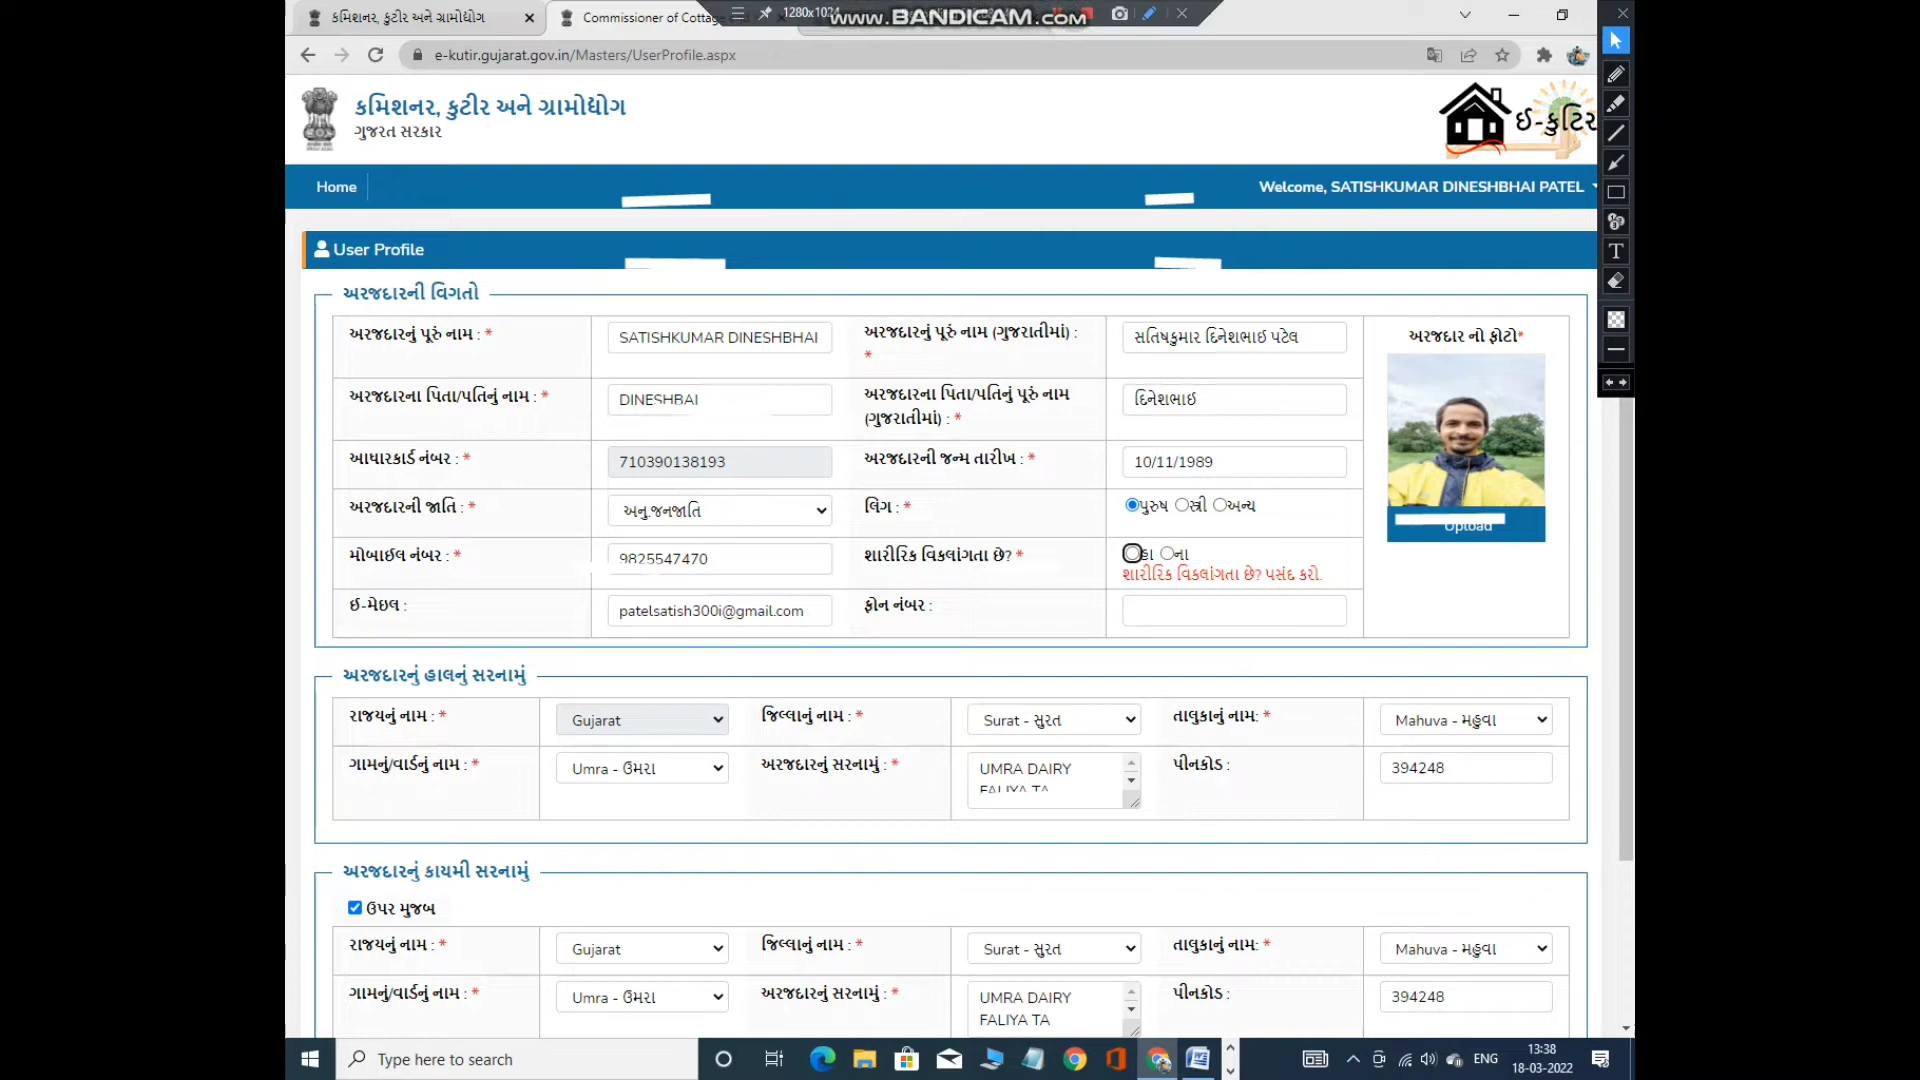 1280x1024
www.BANDICAM.com
કમિશનર, કુટીર અને ગ્રામોદ્યોગ
Commissioner of Cottage
e-kutir.gujarat.gov.in/Masters/UserProfile.aspx
કમિશનર, કુટીર અને ગ્રામોદ્યોગ
ગુજરાત સરકાર
ઈ-કુટિર
Home
Welcome, SATISHKUMAR DINESHBHAI PATEL
User Profile
અરજદારની વિગતો
અરજદારનું પૂરું નામ : *
SATISHKUMAR DINESHBHAI
અરજદારનું પૂરું નામ (ગુજરાતીમાં) : *
સતિષકુમાર દિનેશભાઈ પટેલ
અરજદાર નો ફોટો*
અરજદારના પિતા/પતિનું નામ : *
DINESHBAI
અરજદારના પિતા/પતિનું પૂરું નામ (ગુજરાતીમાં) : *
દિનેશભાઈ
આધારકાર્ડ નંબર : *
710390138193
અરજદારની જન્મ તારીખ : *
10/11/1989
અરજદારની જાતિ : *
અનુ.જનજાતિ
લિંગ : *
પુરુષ સ્ત્રી અન્ય
Upload
મોબાઈલ નંબર : *
9825547470
શારીરિક વિકલાંગતા છે? *
હા ના
શારીરિક વિકલાંગતા છે? પસંદ કરો.
ઈ-મેઇલ :
patelsatish300i@gmail.com
ફોન નંબર :
અરજદારનું હાલનું સરનામું
રાજ્યનું નામ : *
Gujarat
જિલ્લાનું નામ : *
Surat - સુરત
તાલુકાનું નામ: *
Mahuva - મહુવા
ગામનું/વાર્ડનું નામ : *
Umra - ઉમરા
અરજદારનું સરનામું : *
UMRA DAIRY
FALIYA TA
પીનકોડ :
394248
અરજદારનું કાયમી સરનામું
ઉપર મુજબ
રાજ્યનું નામ : *
Gujarat
જિલ્લાનું નામ : *
Surat - સુરત
તાલુકાનું નામ: *
Mahuva - મહુવા
ગામનું/વાર્ડનું નામ : *
Umra - ઉમરા
અરજદારનું સરનામું : *
UMRA DAIRY
FALIYA TA
પીનકોડ :
394248
Type here to search
ENG
13:38
18-03-2022